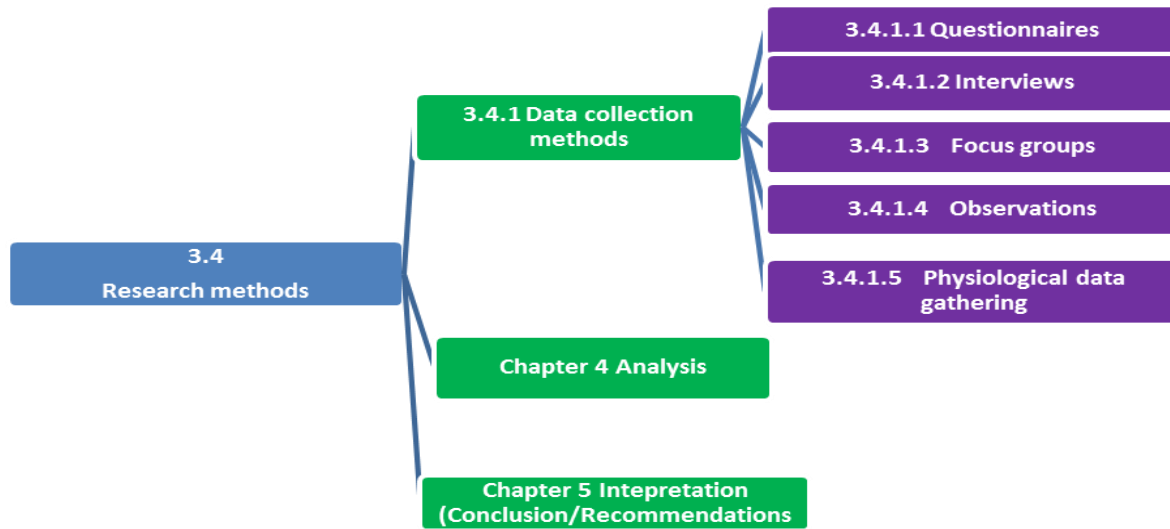 3.4
Research methods
3.4.1 Data collection
methods
3.4.1.1 Questionnaires
3.4.1.2 Interviews
3.4.1.3 Focus groups
3.4.1.4 Observations
3.4.1.5 Physiological data
gathering
Chapter 4 Analysis
Chapter 5 Intepretation
(Conclusion/Recommendations